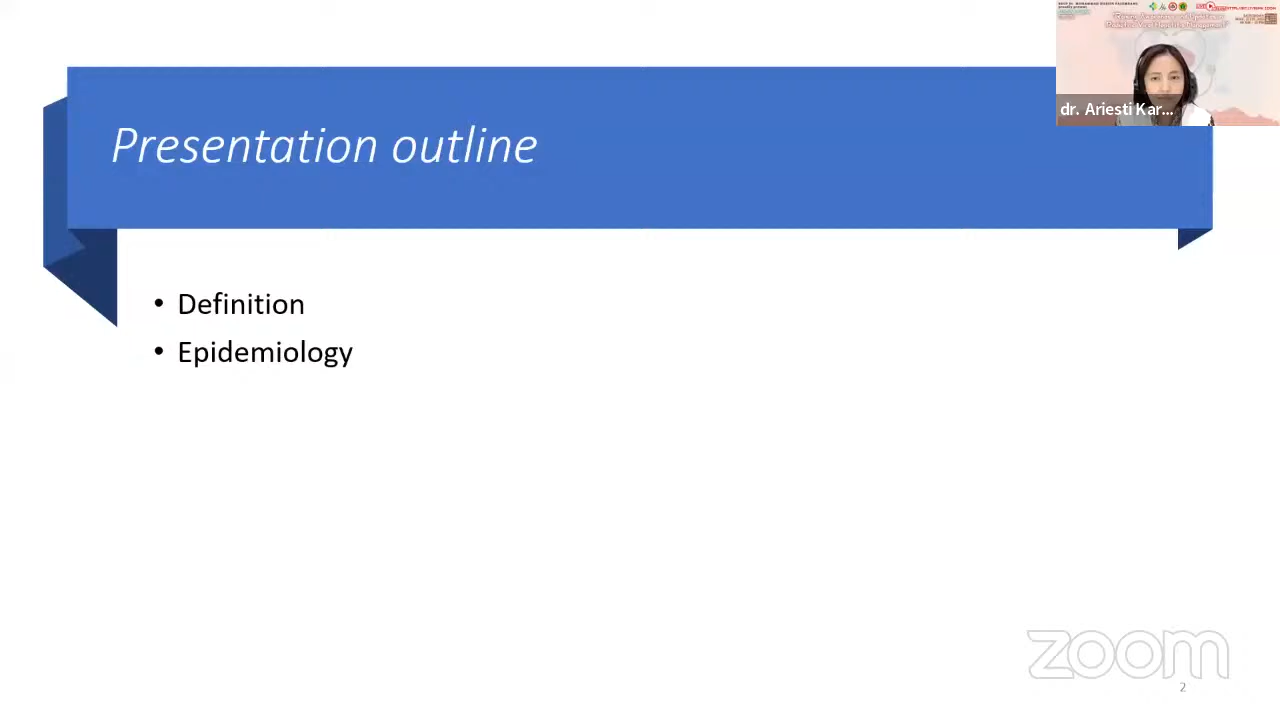 Presentation outline
dr. Ariesti Kar...
• Definition
• Epidemiology
zoom
2